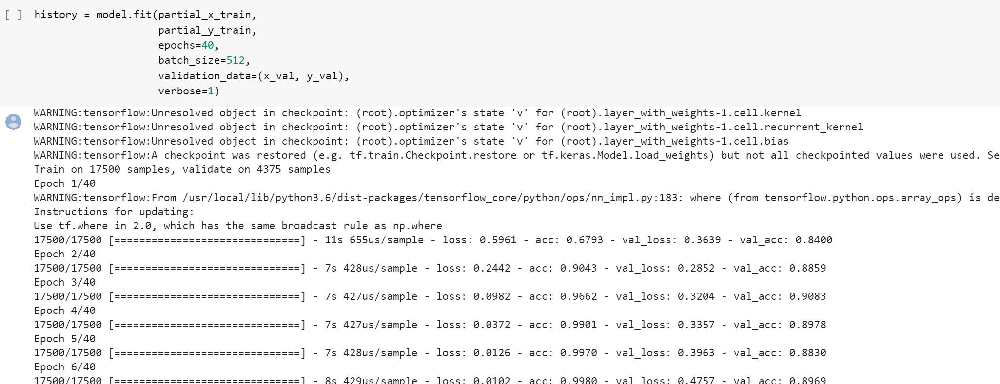 [ ] history = model.fit(partial_x_train,
partial_y_train,
epochs=40,
batch_size=512,
validation_data=(x_val, y_val),
verbose=1)
WARNING:tensorflow:Unresolved object in checkpoint: (root).optimizer's state 'v' for (root).layer_with_weights-1.cell.kernel
WARNING:tensorflow:Unresolved object in checkpoint: (root).optimizer's state 'v' for (root).layer_with_weights-1.cell.recurrent_kernel
WARNING:tensorflow:Unresolved object in checkpoint: (root).optimizer's state 'v' for (root).layer_with_weights-1.cell.bias
WARNING:tensorflow:A checkpoint was restored (e.g. tf.train.Checkpoint.restore or tf.keras.Model.load_weights) but not all checkpointed values were used. Se
Train on 17500 samples, validate on 4375 samples
Epoch 1/40
WARNING:tensorflow:From /usr/local/lib/python3.6/dist-packages/tensorflow_core/python/ops/nn_impl.py:183: where (from tensorflow.python.ops.array_ops) is de
Instructions for updating:
Use tf.where in 2.0, which has the same broadcast rule as np.where
17500/17500 [==============================] - 11s 655us/sample - loss: 0.5961 - acc: 0.6793 - val_loss: 0.3639 - val_acc: 0.8400
Epoch 2/40
17500/17500 [==============================] - 7s 428us/sample - loss: 0.2442 - acc: 0.9043 - val_loss: 0.2852 - val_acc: 0.8859
Epoch 3/40
17500/17500 [==============================] - 7s 427us/sample - loss: 0.0982 - acc: 0.9662 - val_loss: 0.3204 - val_acc: 0.9083
Epoch 4/40
17500/17500 [==============================] - 7s 427us/sample - loss: 0.0372 - acc: 0.9901 - val_loss: 0.3357 - val_acc: 0.8978
Epoch 5/40
17500/17500 [==============================] - 7s 428us/sample - loss: 0.0126 - acc: 0.9970 - val_loss: 0.3963 - val_acc: 0.8830
Epoch 6/40
17500/17500 [==============================] - 8s 429us/sample - loss: 0.0102 - acc: 0.9980 - val_loss: 0.4757 - val_acc: 0.8969